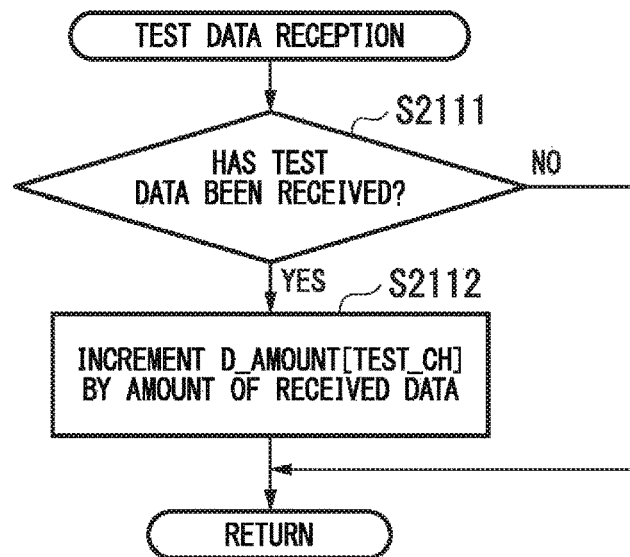 TEST DATA RECEPTION
S2111
HAS TEST
DATA BEEN RECEIVED?
NO
YES
S2112
INCREMENT D_AMOUNT[TEST_CH]
BY AMOUNT OF RECEIVED DATA
RETURN